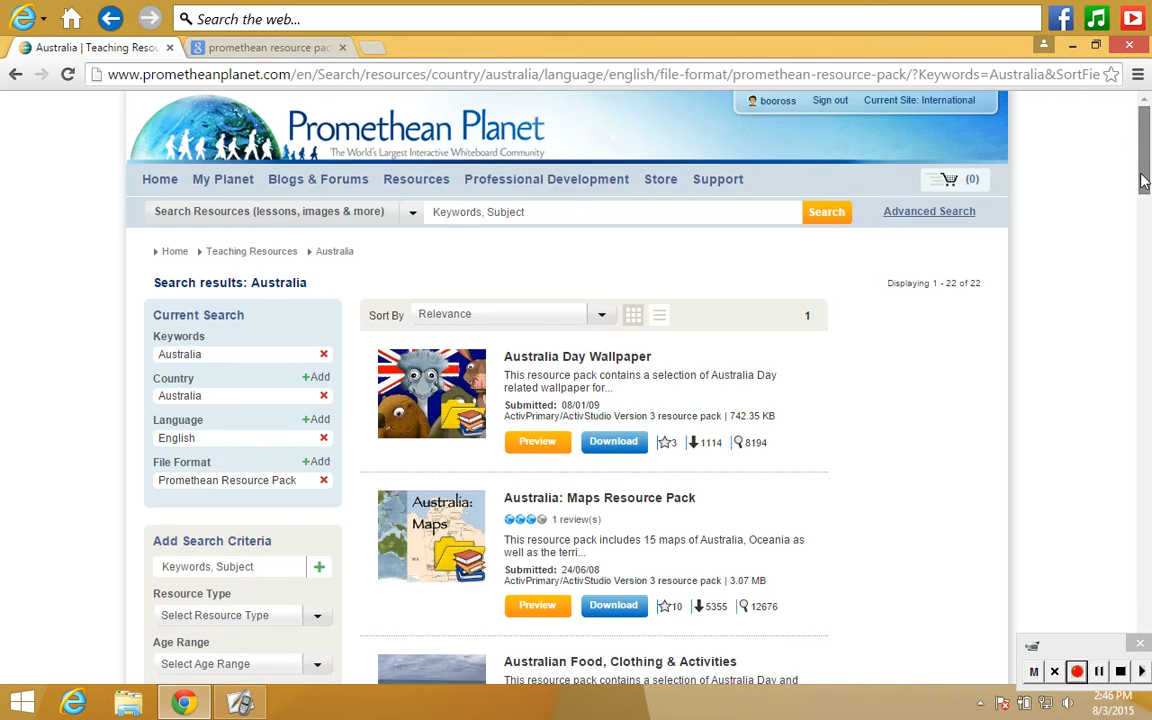 Search the web...
Australia | Teaching Resou
promethean resource pac
www.prometheanplanet.com/en/Search/resources/country/australia/language/english/file-format/promethean-resource-pack/?Keywords=Australia&SortFie
Promethean Planet
The World's Largest Interactive Whiteboard Community
booross Sign out Current Site: International
Home My Planet Blogs & Forums Resources Professional Development Store Support (0)
Search Resources (lessons, images & more) Keywords, Subject Search Advanced Search
Home Teaching Resources Australia
Search results: Australia Displaying 1 - 22 of 22
Current Search
Keywords
Australia
Country +Add
Australia
Language +Add
English
File Format +Add
Promethean Resource Pack
Add Search Criteria
Keywords, Subject
Resource Type
Select Resource Type
Age Range
Select Age Range
Sort By Relevance 1
Australia Day Wallpaper
This resource pack contains a selection of Australia Day
related wallpaper for...
Submitted: 08/01/09
ActivPrimary/ActivStudio Version 3 resource pack | 742.35 KB
Preview Download 3 1114 8194
Australia:
Maps
Australia: Maps Resource Pack
1 review(s)
This resource pack includes 15 maps of Australia, Oceania as
well as the terri...
Submitted: 24/06/08
ActivPrimary/ActivStudio Version 3 resource pack | 3.07 MB
Preview Download 10 5355 12676
Australian Food, Clothing & Activities
This resource pack contains a selection of Australia Day and
M
2:46 PM
8/3/2015